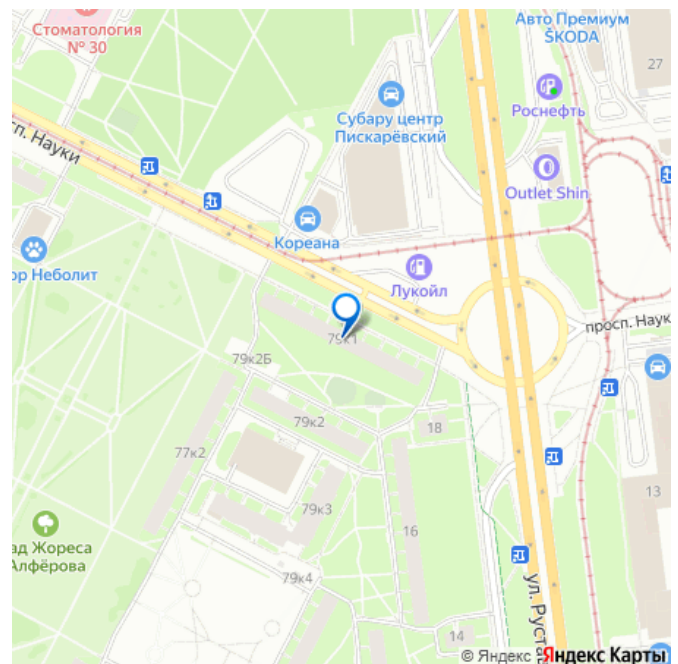 Стоматология
№ 30
Авто Премиум
ŠKODA
27
Роснефть
Субару центр
Пискарёвский
сп. Науки
Outlet Shin
Кореана
ор Неболит
Лукойл
просп. Наук
79к1
79к2Б
79к2
18
77к2
79к3
16
13
ад Жореса
Алфёрова
79к4
ул. Руста
14
© Яндекс Яндекс Карты